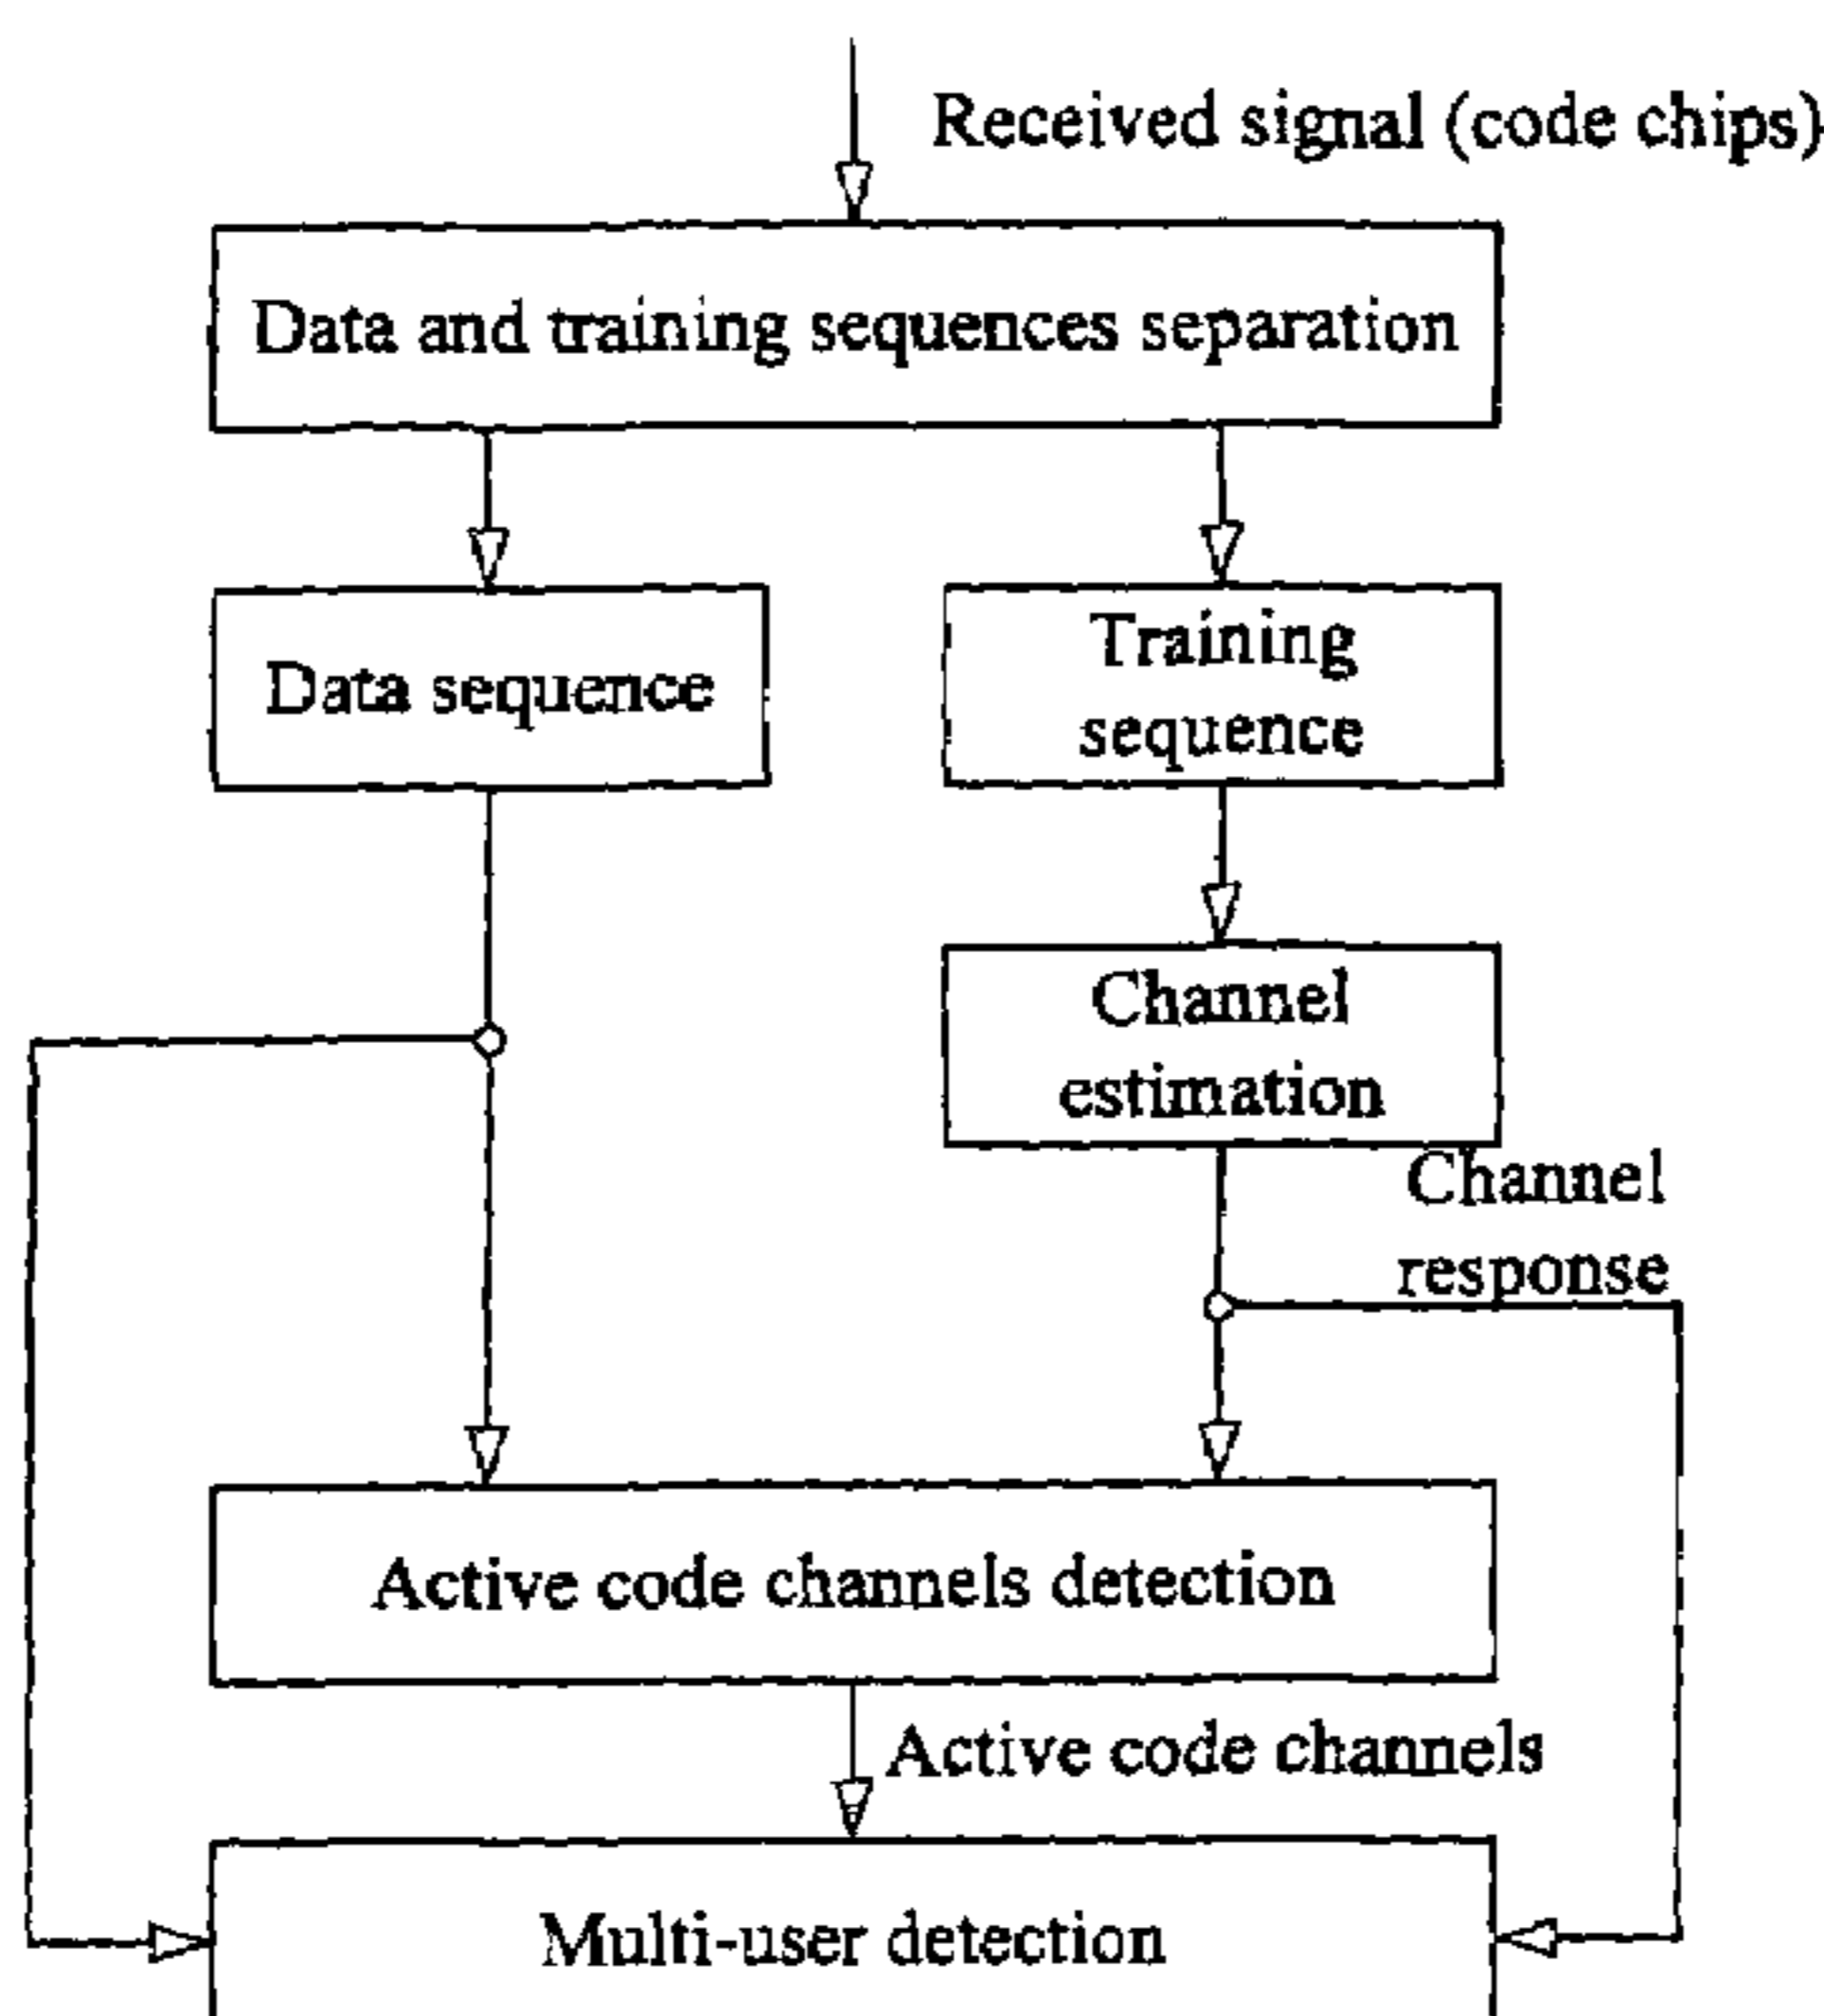 Received signal (code chips)
Data and training sequences separation
Data sequence
Training
sequence
Channel
estimation
Channel
response
Active code channels detection
Active code channels
Multi-user detection